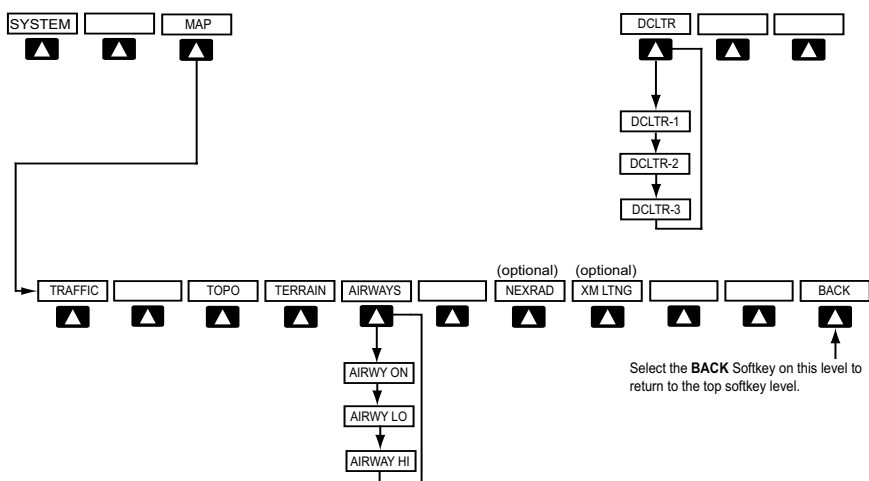 SYSTEM
MAP
DCLTR
DCLTR-1
DCLTR-2
DCLTR-3
(optional)
(optional)
TRAFFIC
TOPO
TERRAIN
AIRWAYS
NEXRAD
XM LTNG
BACK
Select the BACK Softkey on this level to
return to the top softkey level.
AIRWY ON
AIRWY LO
AIRWAY HI